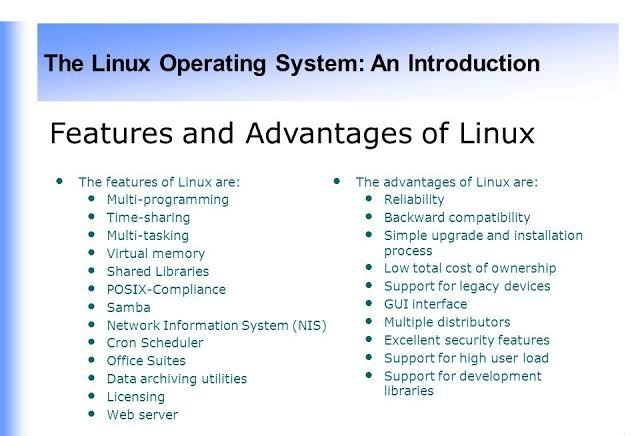 The Linux Operating System: An Introduction
Features and Advantages of Linux
The features of Linux are:
Multi-programming
Time-sharing
Multi-tasking
Virtual memory
Shared Libraries
POSIX-Compliance
Samba
Network Information System (NIS)
Cron Scheduler
Office Suites
Data archiving utilities
Licensing
Web server
The advantages of Linux are:
Reliability
Backward compatibility
Simple upgrade and installation
process
Low total cost of ownership
Support for legacy devices
GUI interface
Multiple distributors
Excellent security features
Support for high user load
Support for development
libraries